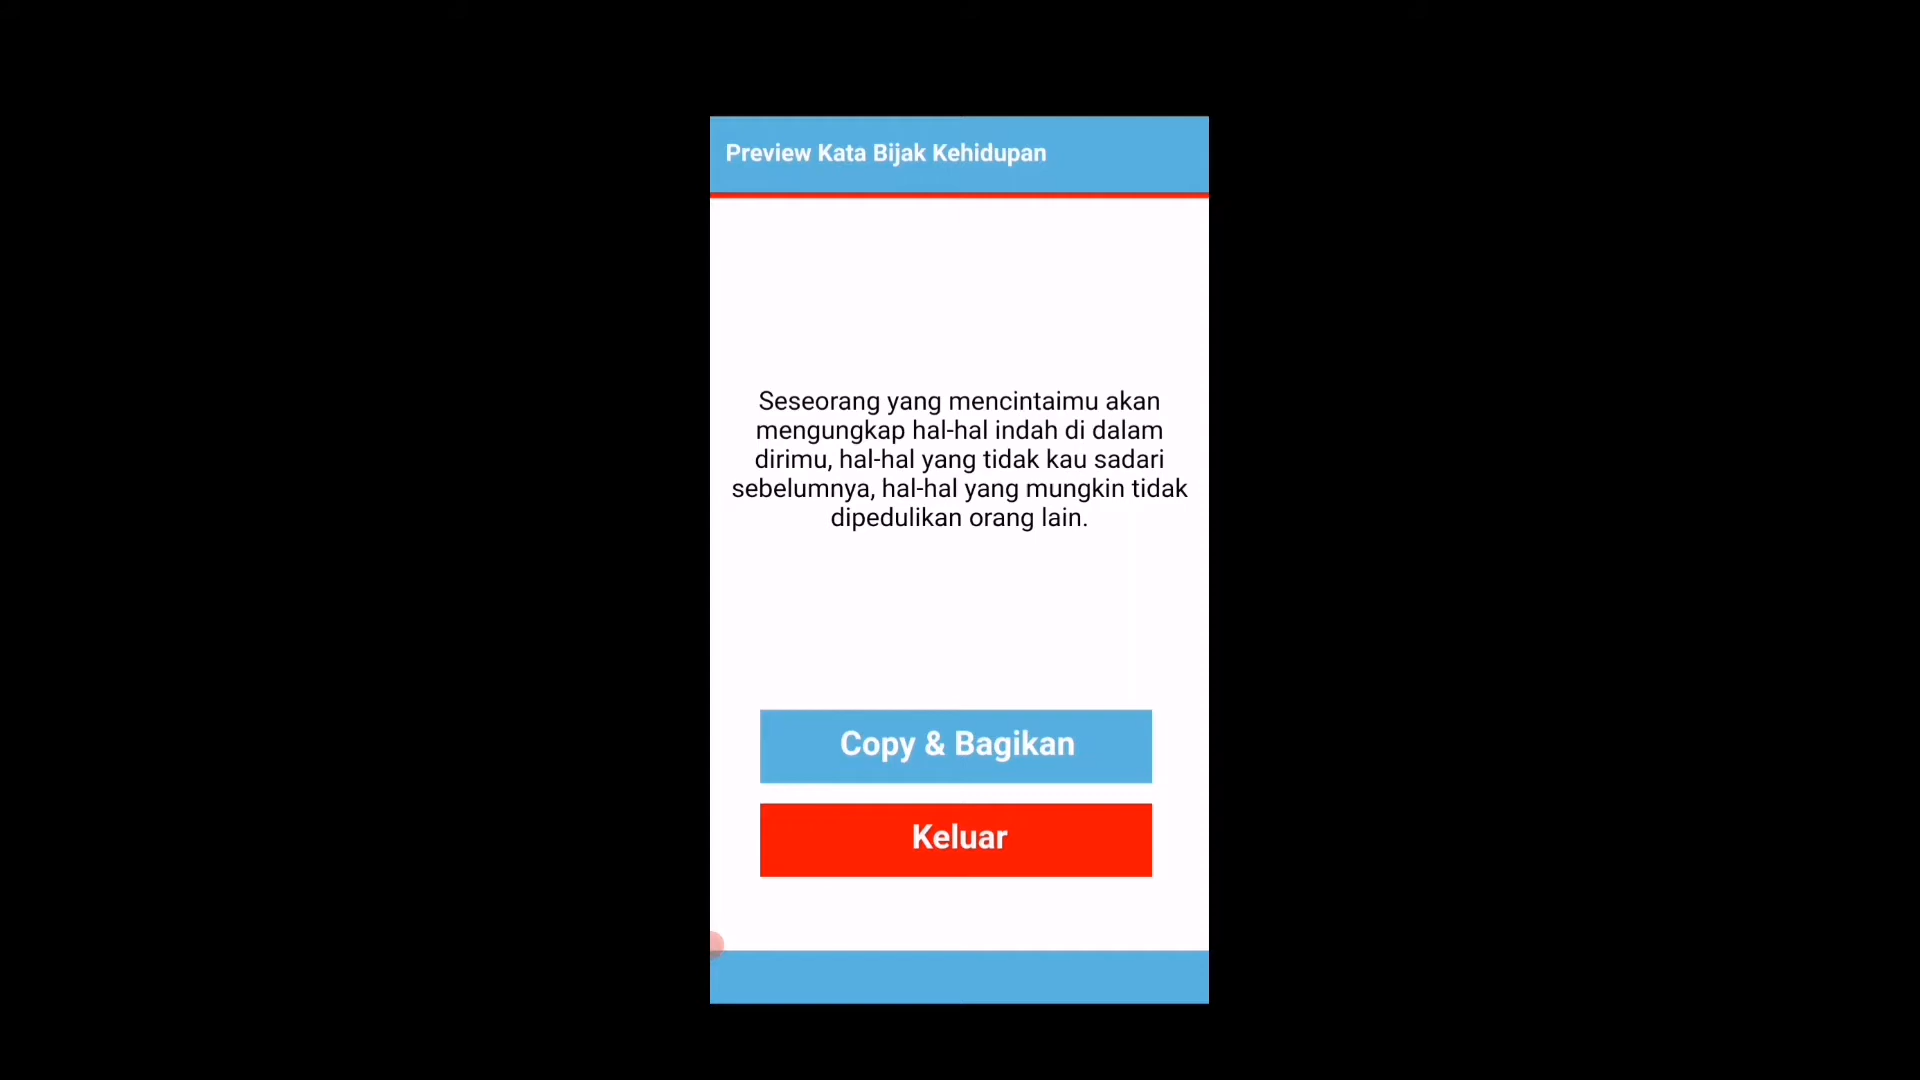 Preview Kata Bijak Kehidupan
Seseorang yang mencintaimu akan
mengungkap hal-hal indah di dalam
dirimu, hal-hal yang tidak kau sadari
sebelumnya, hal-hal yang mungkin tidak
dipedulikan orang lain.
Copy & Bagikan
Keluar